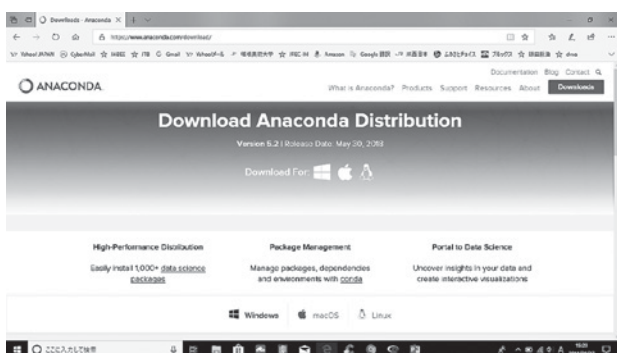 Downloads - Anaconda
https://www.anaconda.com/download/
Documentation Blog Contact
ANACONDA
What is Anaconda? Products Support Resources About Downloads
Download Anaconda Distribution
Version 5.2 | Release Date: May 30, 2018
Download For:
High-Performance Distribution
Package Management
Portal to Data Science
Easily install 1,000+ data science
packages
Manage packages, dependencies
and environments with conda
Uncover insights in your data and
create interactive visualizations
Windows macOS Linux
ここに入力して検索